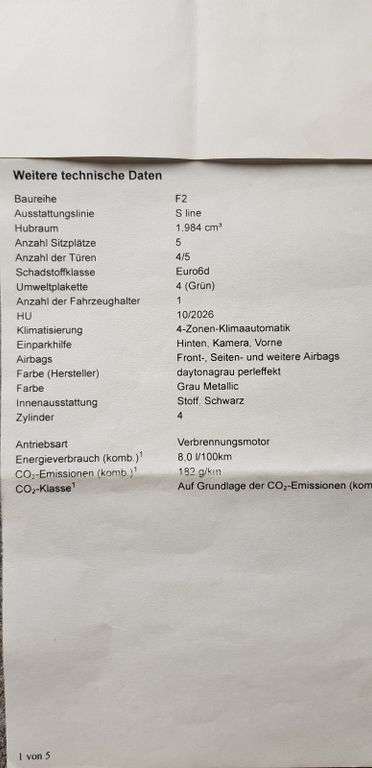 Weitere technische Daten
Baureihe F2
Ausstattungslinie S line
Hubraum 1.984 cm³
Anzahl Sitzplätze 5
Anzahl der Türen 4/5
Schadstoffklasse Euro6d
Umweltplakette 4 (Grün)
Anzahl der Fahrzeughalter 1
HU 10/2026
Klimatisierung 4-Zonen-Klimaautomatik
Einparkhilfe Hinten, Kamera, Vorne
Airbags Front-, Seiten- und weitere Airbags
Farbe (Hersteller) daytonagrau perleffekt
Farbe Grau Metallic
Innenausstattung Stoff, Schwarz
Zylinder 4
Antriebsart Verbrennungsmotor
Energieverbrauch (komb.)¹ 8,0 l/100km
CO₂-Emissionen (komb.)¹ 182 g/km
CO₂-Klasse¹ Auf Grundlage der CO₂-Emissionen (kom
1 von 5